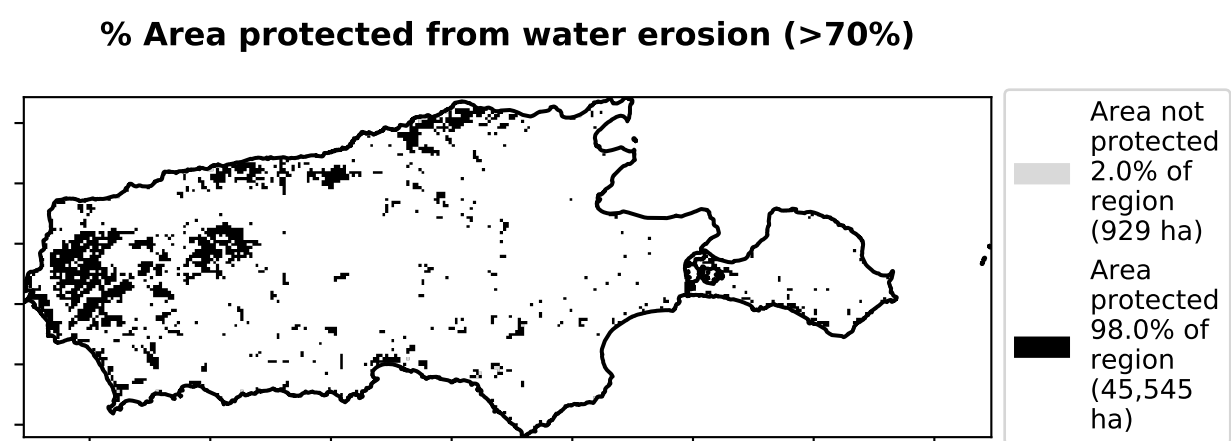 % Area protected from water erosion (>70%)
Area not
protected
2.0% of
region
(929 ha)
Area
protected
98.0% of
region
(45,545
ha)